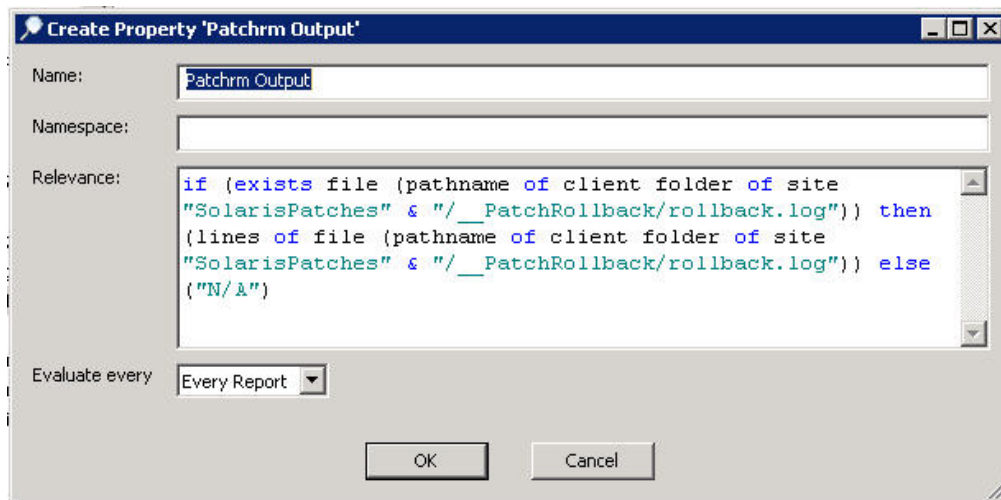 Create Property 'Patchrm Output'
Name:
Patchrm Output
Namespace:
Relevance:
if (exists file (pathname of client folder of site
"SolarisPatches" & "/__PatchRollback/rollback.log")) then
(lines of file (pathname of client folder of site
"SolarisPatches" & "/__PatchRollback/rollback.log")) else
("N/A")
Evaluate every
Every Report
OK
Cancel